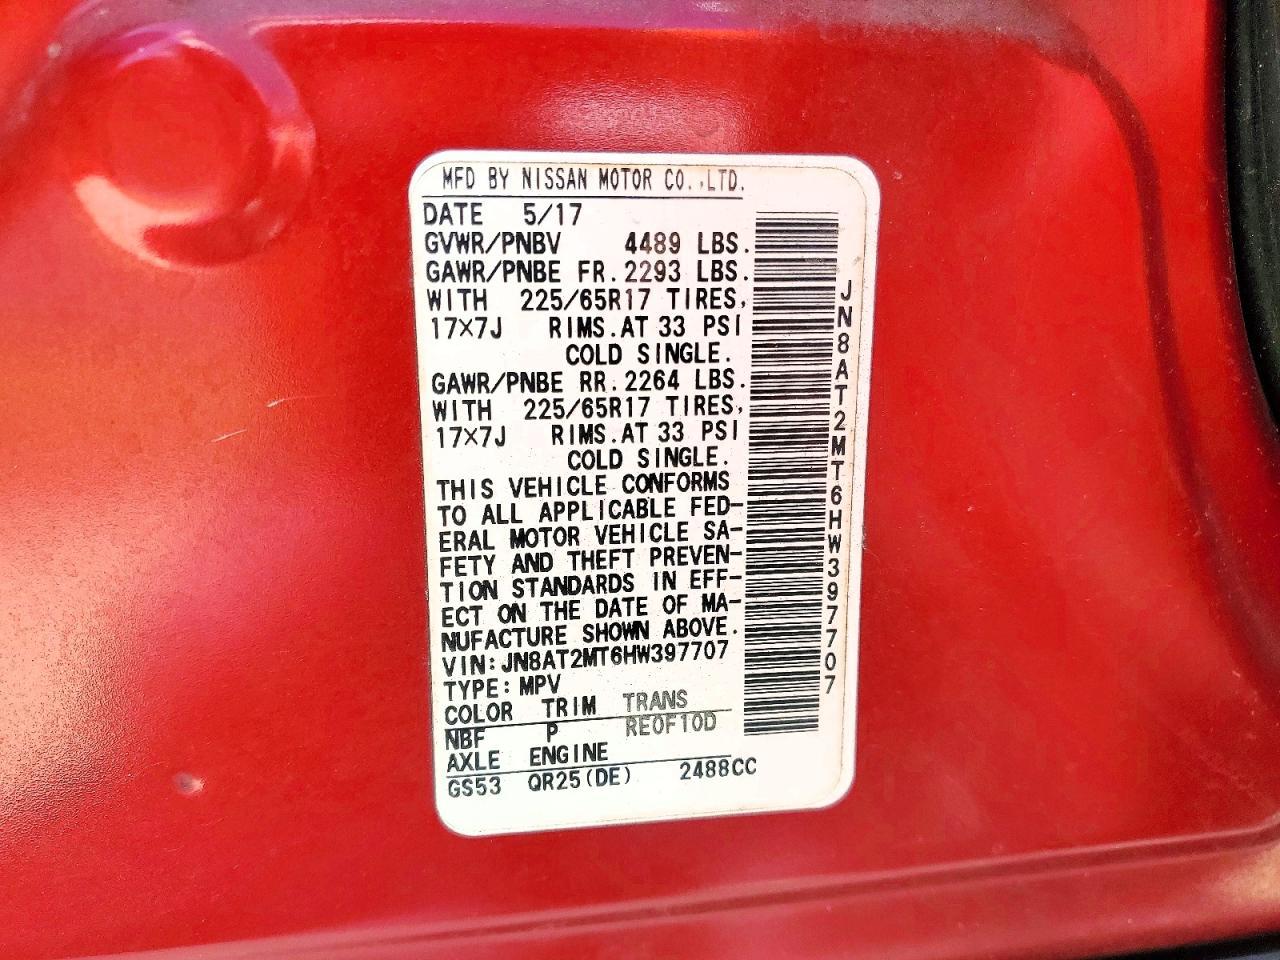 MFD BY NISSAN MOTOR CO.,LTD.
DATE 5/17
GVWR/PNBV 4489 LBS.
GAWR/PNBE FR. 2293 LBS.
WITH 225/65R17 TIRES,
17×7J RIMS. AT 33 PSI
COLD SINGLE.
GAWR/PNBE RR. 2264 LBS.
WITH 225/65R17 TIRES,
17×7J RIMS. AT 33 PSI
COLD SINGLE.
THIS VEHICLE CONFORMS
TO ALL APPLICABLE FED-
ERAL MOTOR VEHICLE SA-
FETY AND THEFT PREVEN-
TION STANDARDS IN EFF-
ECT ON THE DATE OF MA-
NUFACTURE SHOWN ABOVE.
VIN: JN8AT2MT6HW397707
TYPE: MPV
COLOR TRIM TRANS
NBF P RE0F10D
AXLE ENGINE
GS53 QR25(DE) 2488CC
JN8AT2MT6HW397707